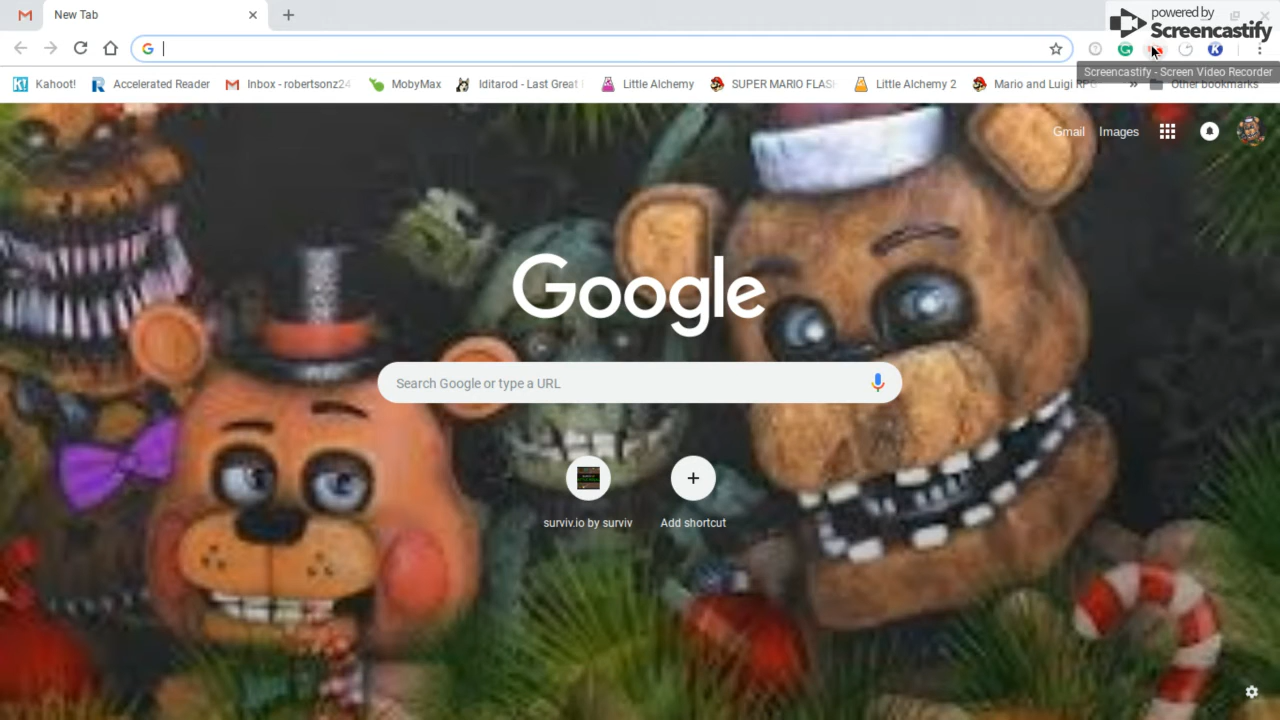 New Tab
powered by
Screencastify
Kahoot!
Accelerated Reader
Inbox - robertsonz24
MobyMax
Iditarod - Last Great
Little Alchemy
SUPER MARIO FLAS
Little Alchemy 2
Mario and Luigi RPG
»
Other bookmarks
Screencastify - Screen Video Recorder
Gmail
Images
Google
Search Google or type a URL
surviv.io by surviv
Add shortcut